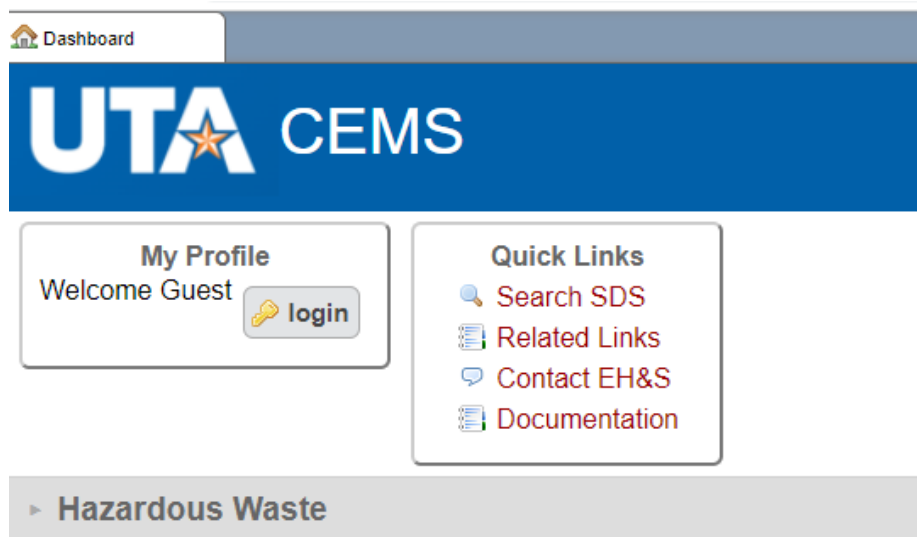 Dashboard
UTA CEMS
My Profile
Welcome Guest
login
Quick Links
Search SDS
Related Links
Contact EH&S
Documentation
Hazardous Waste